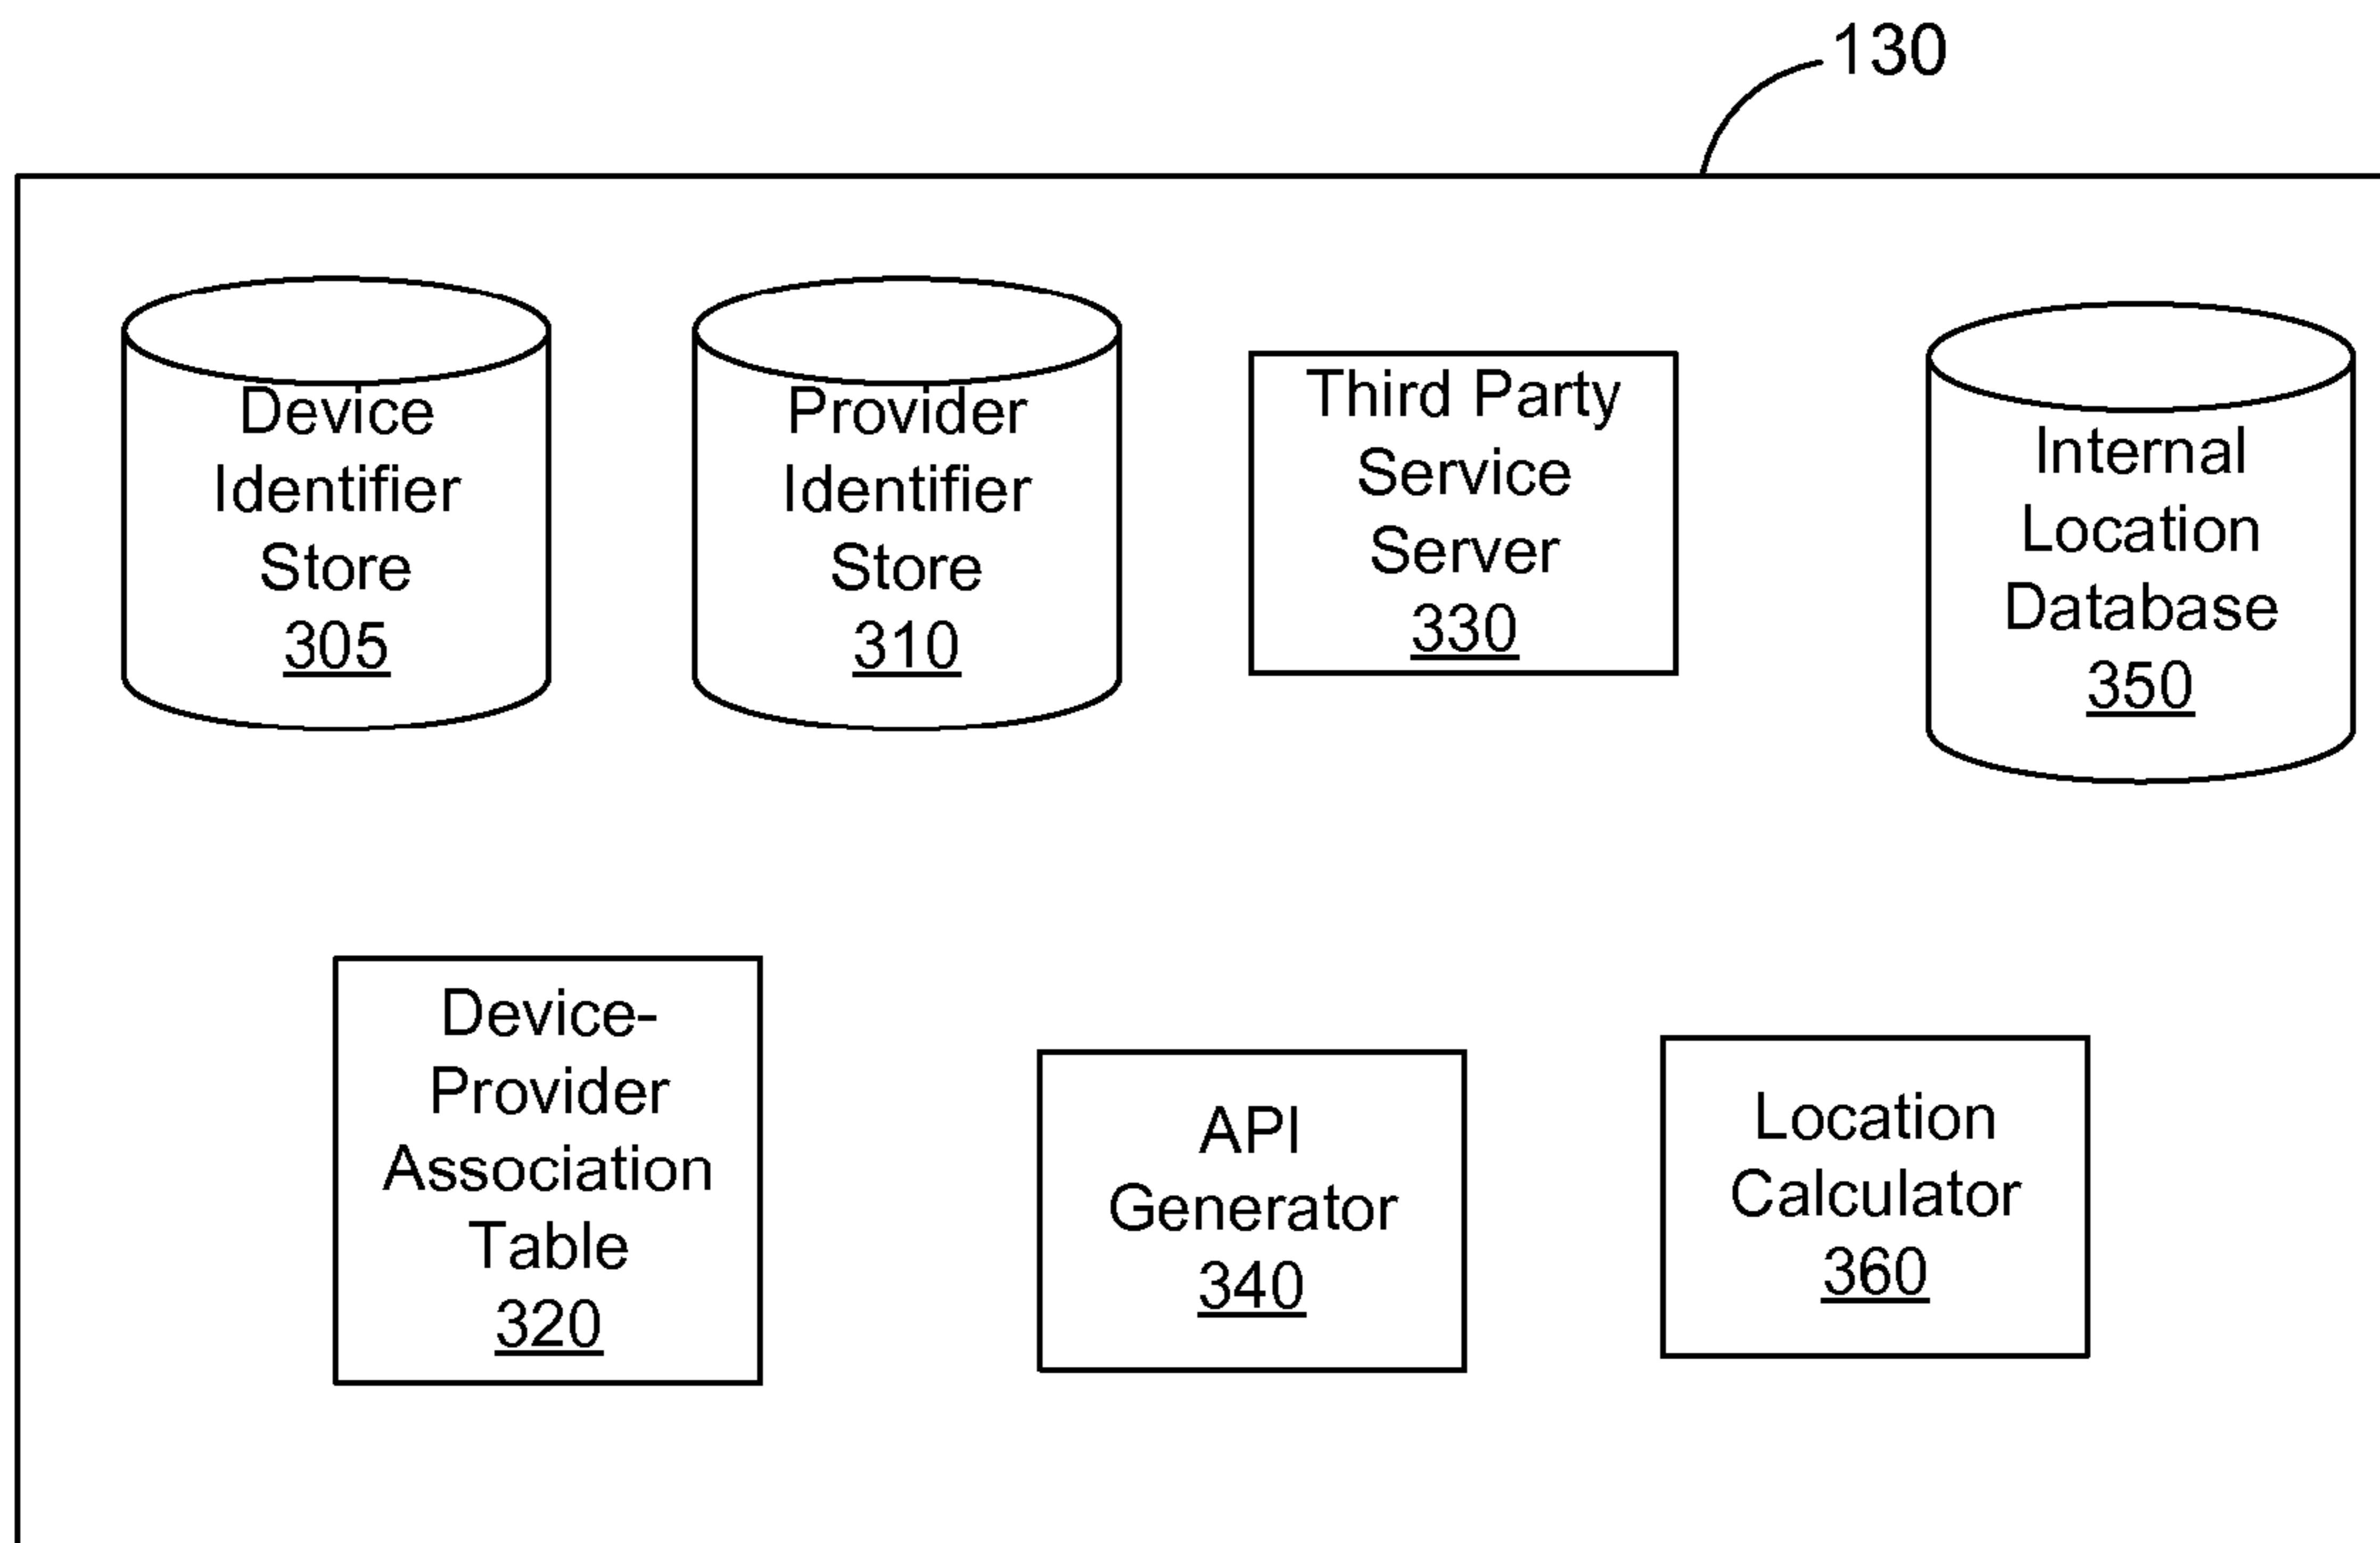 130
Device
Identifier
Store
305
Provider
Identifier
Store
310
Third Party
Service
Server
330
Internal
Location
Database
350
Device-
Provider
Association
Table
320
API
Generator
340
Location
Calculator
360